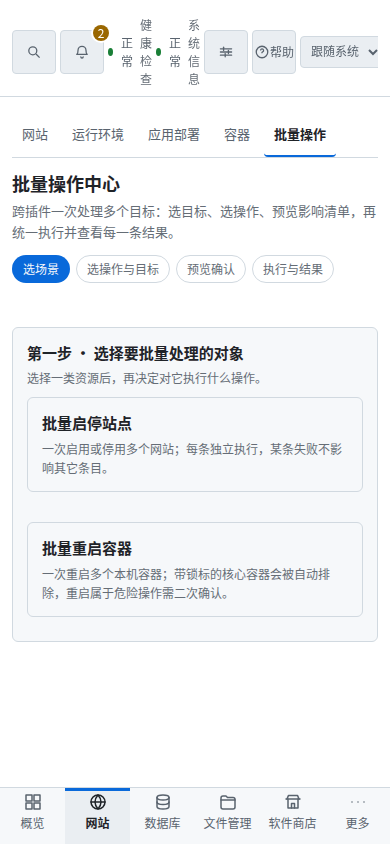 2
正常
健康检查
正常
系统信息
帮助
跟随系统
网站
运行环境
应用部署
容器
批量操作
批量操作中心
跨插件一次处理多个目标：选目标、选操作、预览影响清单，再
统一执行并查看每一条结果。
选场景
选操作与目标
预览确认
执行与结果
第一步 · 选择要批量处理的对象
选择一类资源后，再决定对它执行什么操作。
批量启停站点
一次启用或停用多个网站；每条独立执行，某条失败不影
响其它条目。
批量重启容器
一次重启多个本机容器；带锁标的核心容器会被自动排
除，重启属于危险操作需二次确认。
概览
网站
数据库
文件管理
软件商店
更多